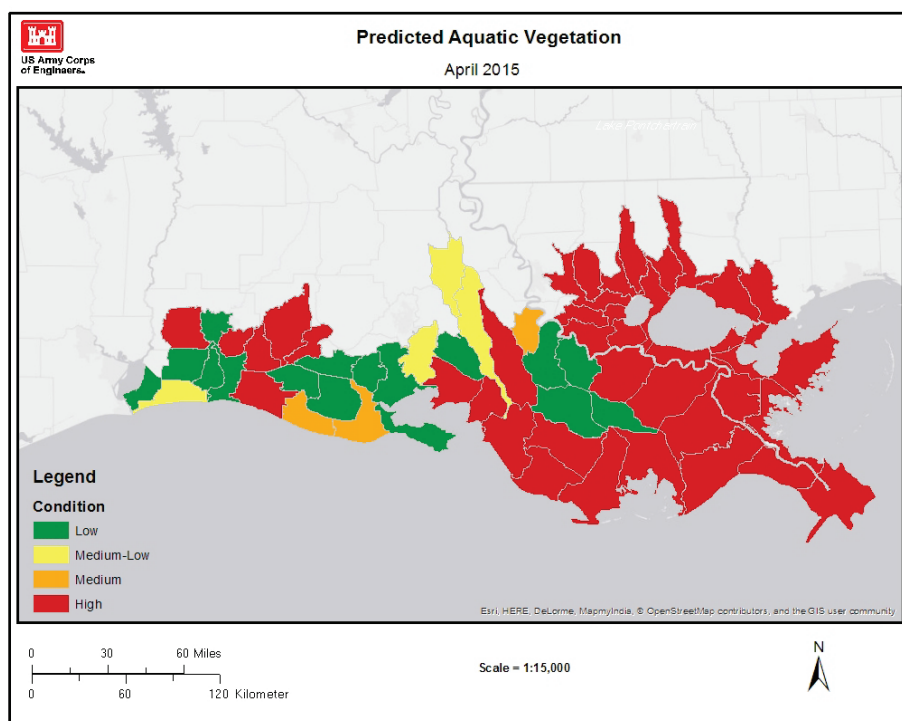 US Army Corps
of Engineers.
Predicted Aquatic Vegetation
April 2015
Lake Pontchartrain
Legend
Condition
Low
Medium-Low
Medium
High
Esri, HERE, DeLorme, MapmyIndia, © OpenStreetMap contributors, and the GIS user community
0 30 60 Miles
0 60 120 Kilometer
Scale = 1:15,000
N